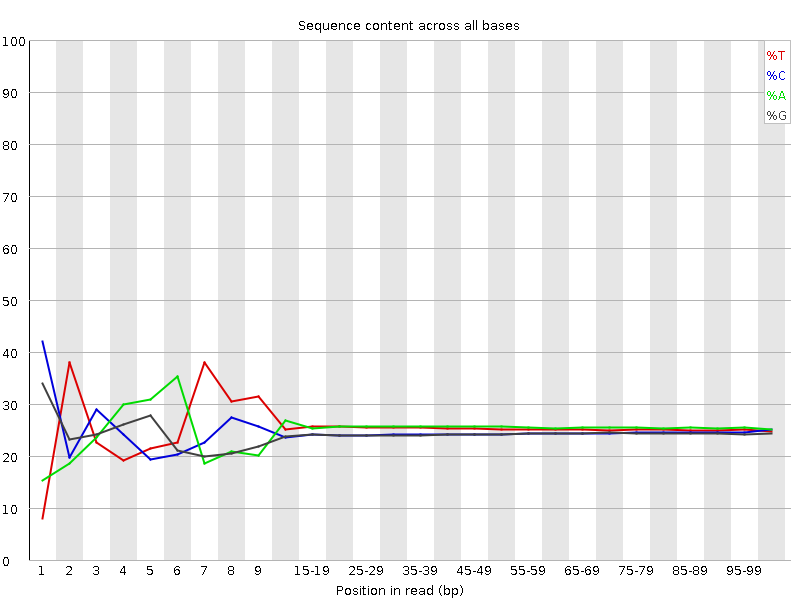 Sequence content across all bases
100
90
80
70
60
50
40
30
20
10
0
%T
%C
%A
%G
1 2 3 4 5 6 7 8 9 15-19 25-29 35-39 45-49 55-59 65-69 75-79 85-89 95-99
Position in read (bp)